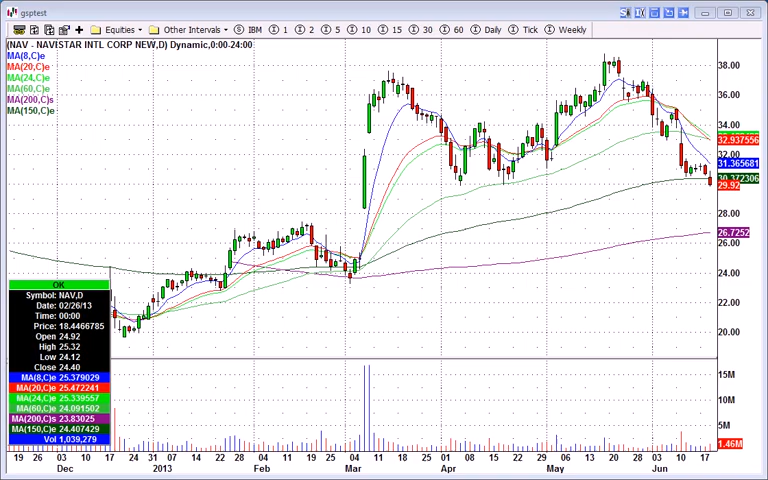 gsptest
Equities Other Intervals IBM 1 2 5 10 15 30 60 Daily Tick Weekly
(NAV - NAVISTAR INTL CORP NEW,D) Dynamic,0:00-24:00
MA(8,C)e
MA(20,C)e
MA(24,C)e
MA(60,C)e
MA(200,C)s
MA(150,C)e
38.00
36.00
34.00
32.937556
32.00
31.365681
30.372306
29.92
28.00
26.7252
26.00
24.00
22.00
20.00
OK
Symbol: NAV,D
Date: 02/26/13
Time: 00:00
Price: 18.4466785
Open 24.92
High 25.32
Low 24.12
Close 24.40
MA(8,C)e 25.379029
MA(20,C)e 25.472241
MA(24,C)e 25.339557
MA(60,C)e 24.091502
MA(200,C)s 23.83025
MA(150,C)e 24.407429
Vol 1,039,279
15M
10M
5M
1.46M
19 26 03 10 17 24 07 14 22 28 04 11 19 25 04 11 18 25 08 15 22 29 06 13 20 28 10 17
Dec 2013 Feb Mar Apr May Jun